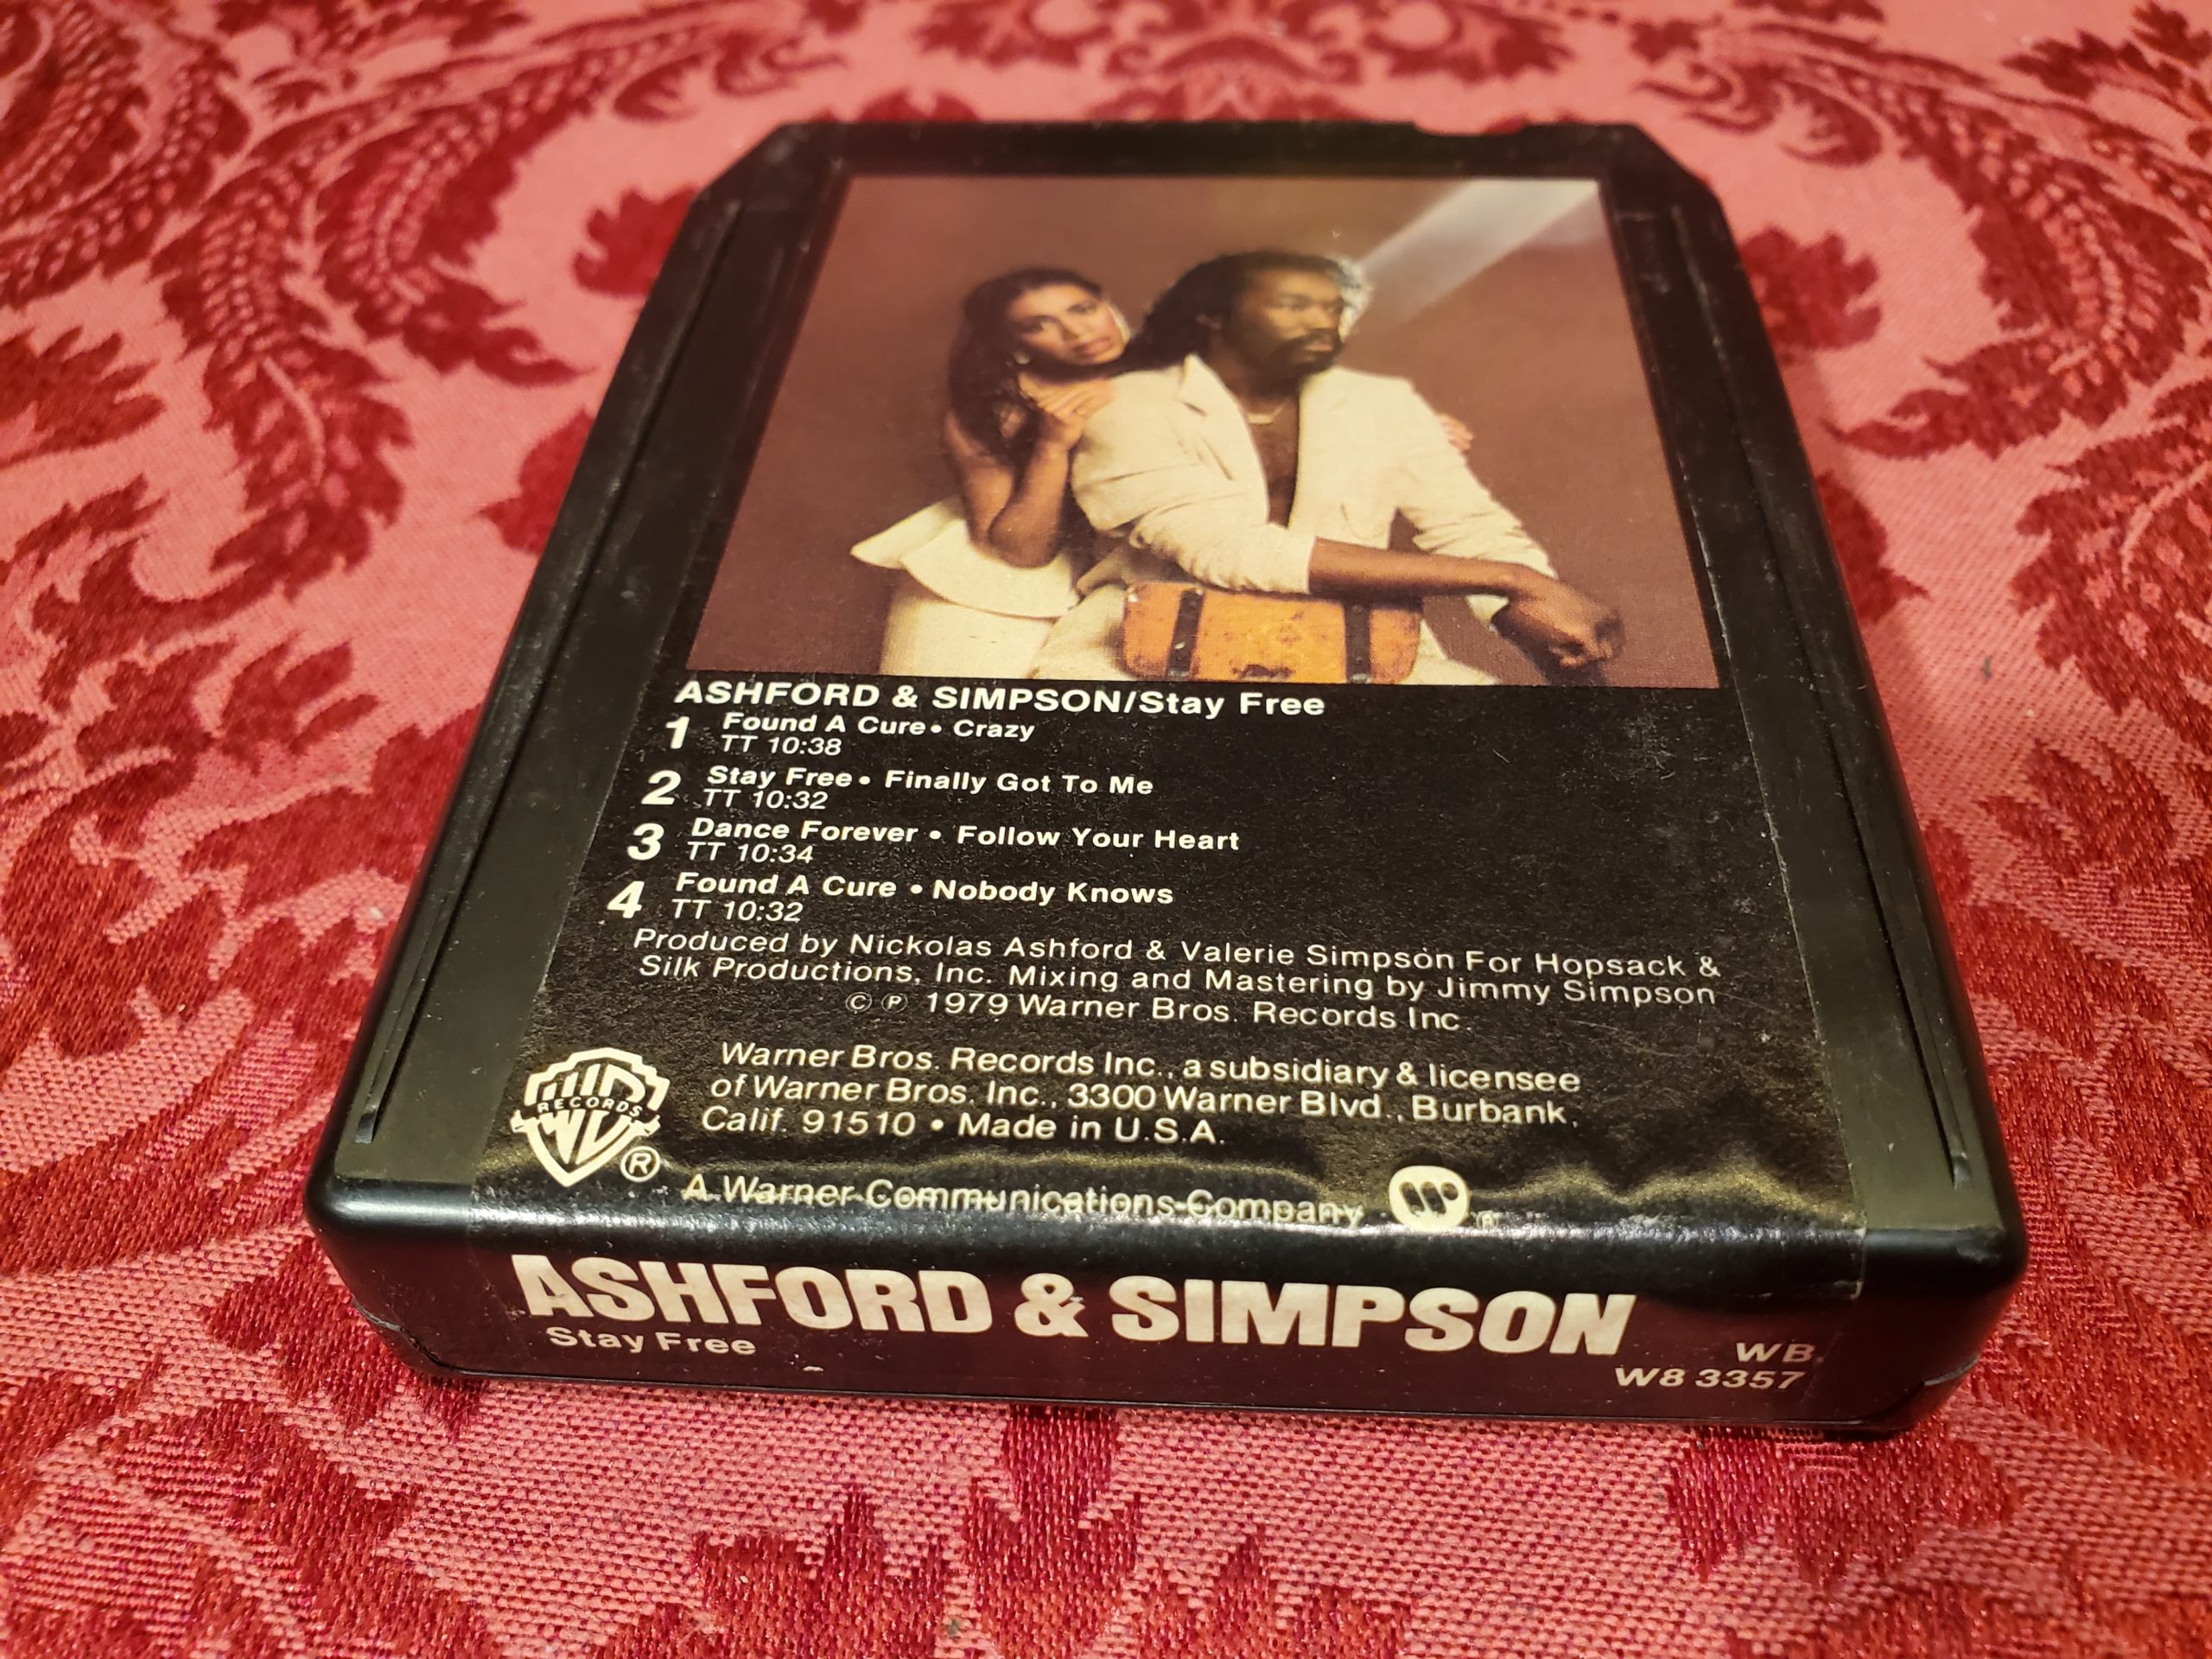 ASHFORD & SIMPSON/Stay Free
1 Found A Cure • Crazy
TT 10:38
2 Stay Free • Finally Got To Me
TT 10:32
3 Dance Forever • Follow Your Heart
TT 10:34
4 Found A Cure • Nobody Knows
TT 10:32
Produced by Nickolas Ashford & Valerie Simpson For Hopsack &
Silk Productions, Inc. Mixing and Mastering by Jimmy Simpson
© ℗ 1979 Warner Bros. Records Inc.
Warner Bros. Records Inc., a subsidiary & licensee
of Warner Bros. Inc., 3300 Warner Blvd., Burbank,
Calif. 91510 • Made in U.S.A.
RECORDS
®
A Warner Communications Company ®
ASHFORD & SIMPSON
Stay Free
WB
W8 3357